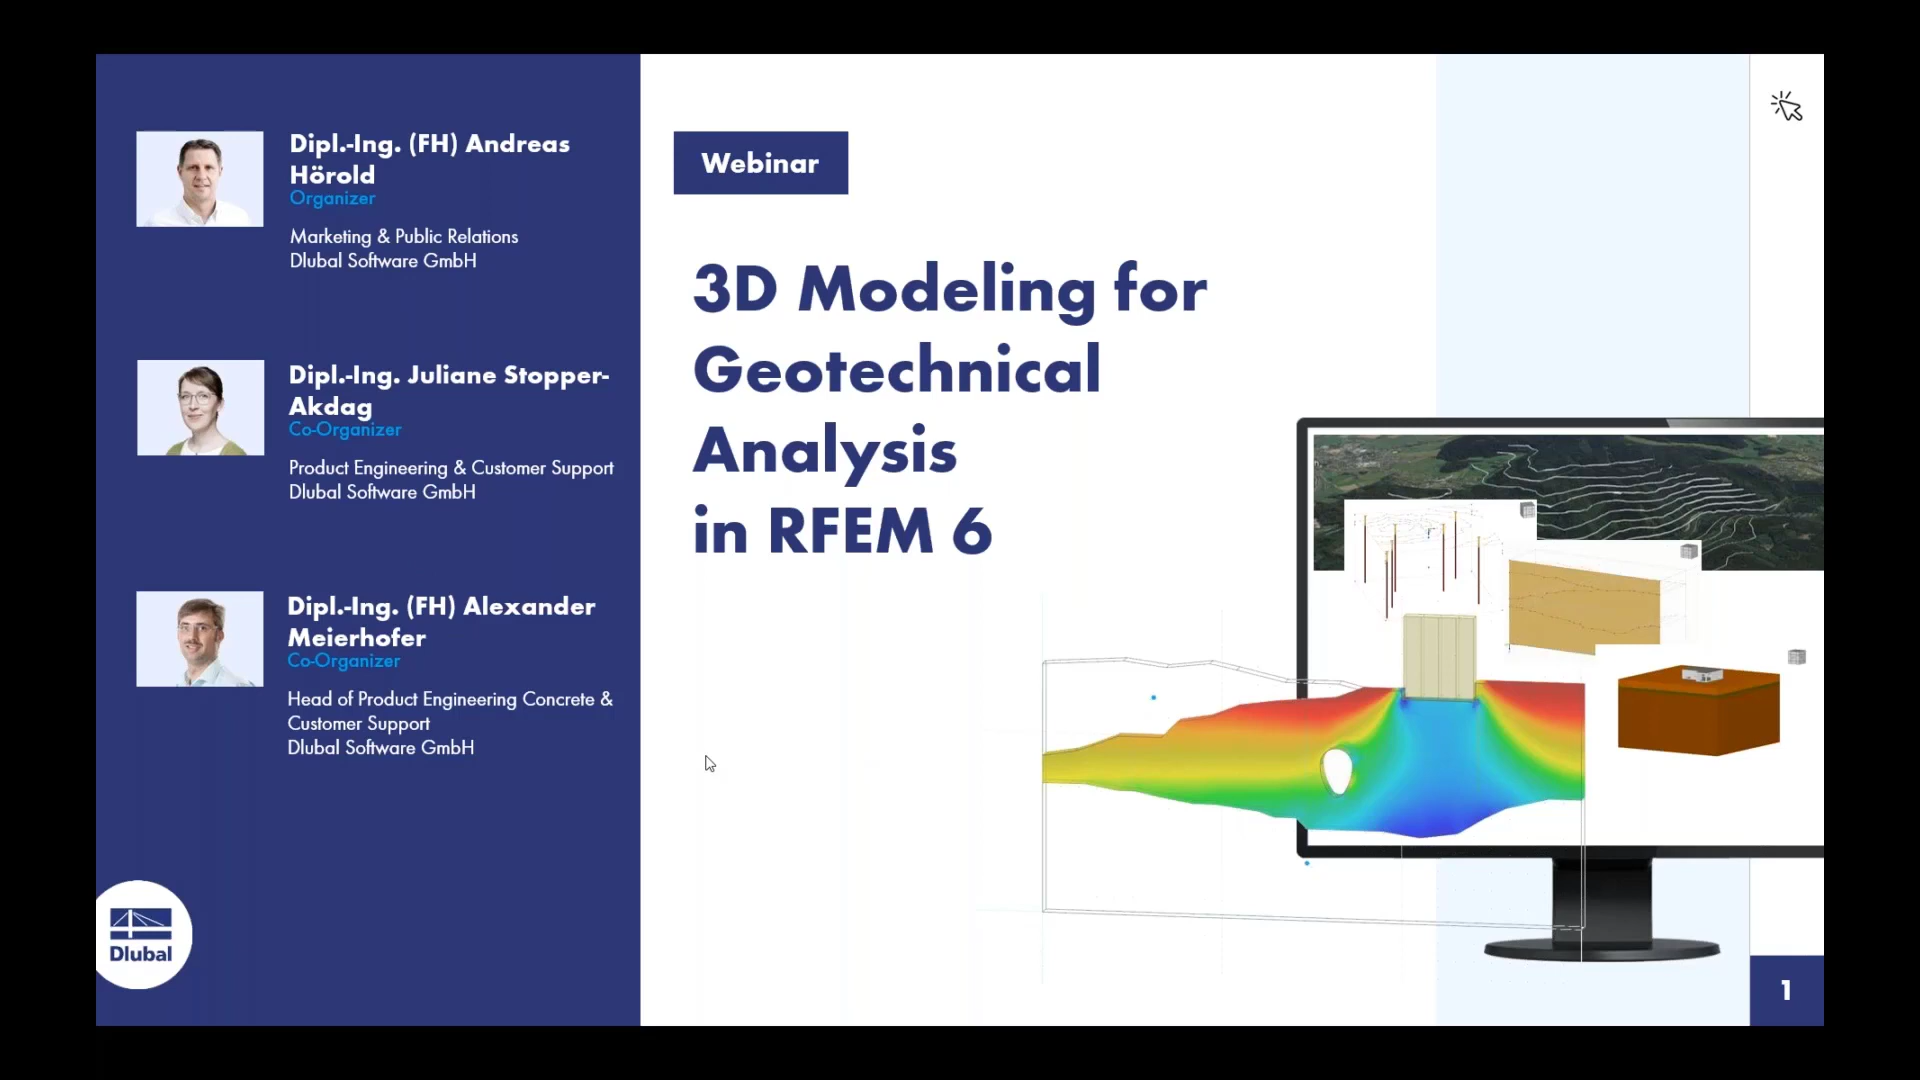 Dipl.-Ing. (FH) Andreas
Hörold
Organizer
Marketing & Public Relations
Dlubal Software GmbH
Dipl.-Ing. Juliane Stopper-
Akdag
Co-Organizer
Product Engineering & Customer Support
Dlubal Software GmbH
Dipl.-Ing. (FH) Alexander
Meierhofer
Co-Organizer
Head of Product Engineering Concrete &
Customer Support
Dlubal Software GmbH
Dlubal
Webinar
3D Modeling for
Geotechnical
Analysis
in RFEM 6
1